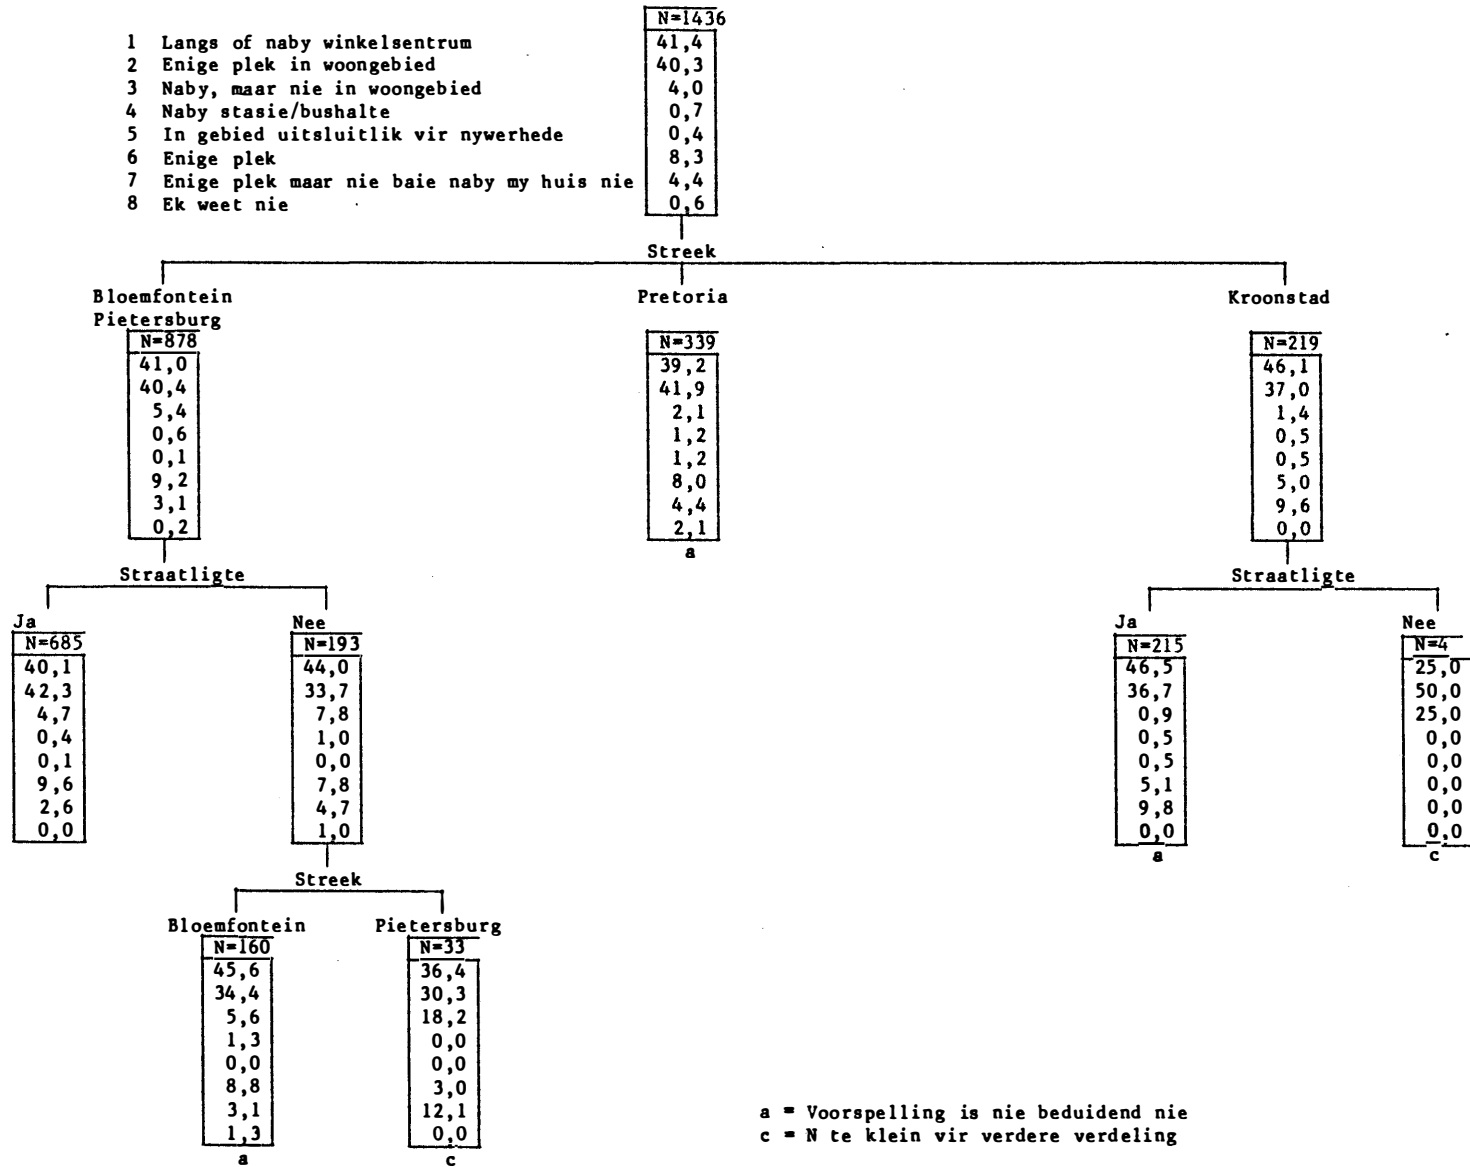 N=1436
1 Langs of naby winkelsentrum 41,4
2 Enige plek in woongebied 40,3
3 Naby, maar nie in woongebied 4,0
4 Naby stasie/bushalte 0,7
5 In gebied uitsluitlik vir nywerhede 0,4
6 Enige plek 8,3
7 Enige plek maar nie baie naby my huis nie 4,4
8 Ek weet nie 0,6
Streek
Bloemfontein
Pietersburg
N=878
41,0
40,4
5,4
0,6
0,1
9,2
3,1
0,2
Pretoria
N=339
39,2
41,9
2,1
1,2
1,2
8,0
4,4
2,1
a
Kroonstad
N=219
46,1
37,0
1,4
0,5
0,5
5,0
9,6
0,0
Straatligte
Ja
N=685
40,1
42,3
4,7
0,4
0,1
9,6
2,6
0,0
Nee
N=193
44,0
33,7
7,8
1,0
0,0
7,8
4,7
1,0
Straatligte
Ja
N=215
46,5
36,7
0,9
0,5
0,5
5,1
9,8
0,0
a
Nee
N=4
25,0
50,0
25,0
0,0
0,0
0,0
0,0
0,0
c
Streek
Bloemfontein
N=160
45,6
34,4
5,6
1,3
0,0
8,8
3,1
1,3
a
Pietersburg
N=33
36,4
30,3
18,2
0,0
0,0
3,0
12,1
0,0
c
a = Voorspelling is nie beduidend nie
c = N te klein vir verdere verdeling